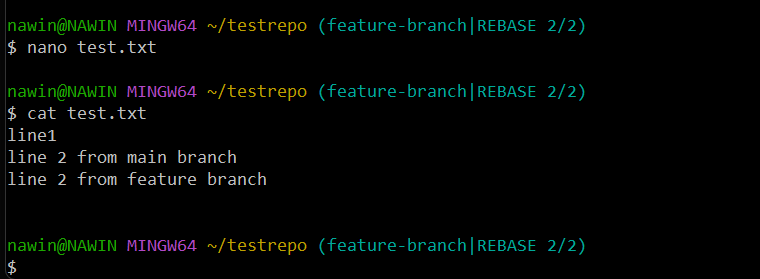 nawin@NAWIN MINGW64 ~/testrepo (feature-branch|REBASE 2/2)
$ nano test.txt
nawin@NAWIN MINGW64 ~/testrepo (feature-branch|REBASE 2/2)
$ cat test.txt
line1
line 2 from main branch
line 2 from feature branch
nawin@NAWIN MINGW64 ~/testrepo (feature-branch|REBASE 2/2)
$